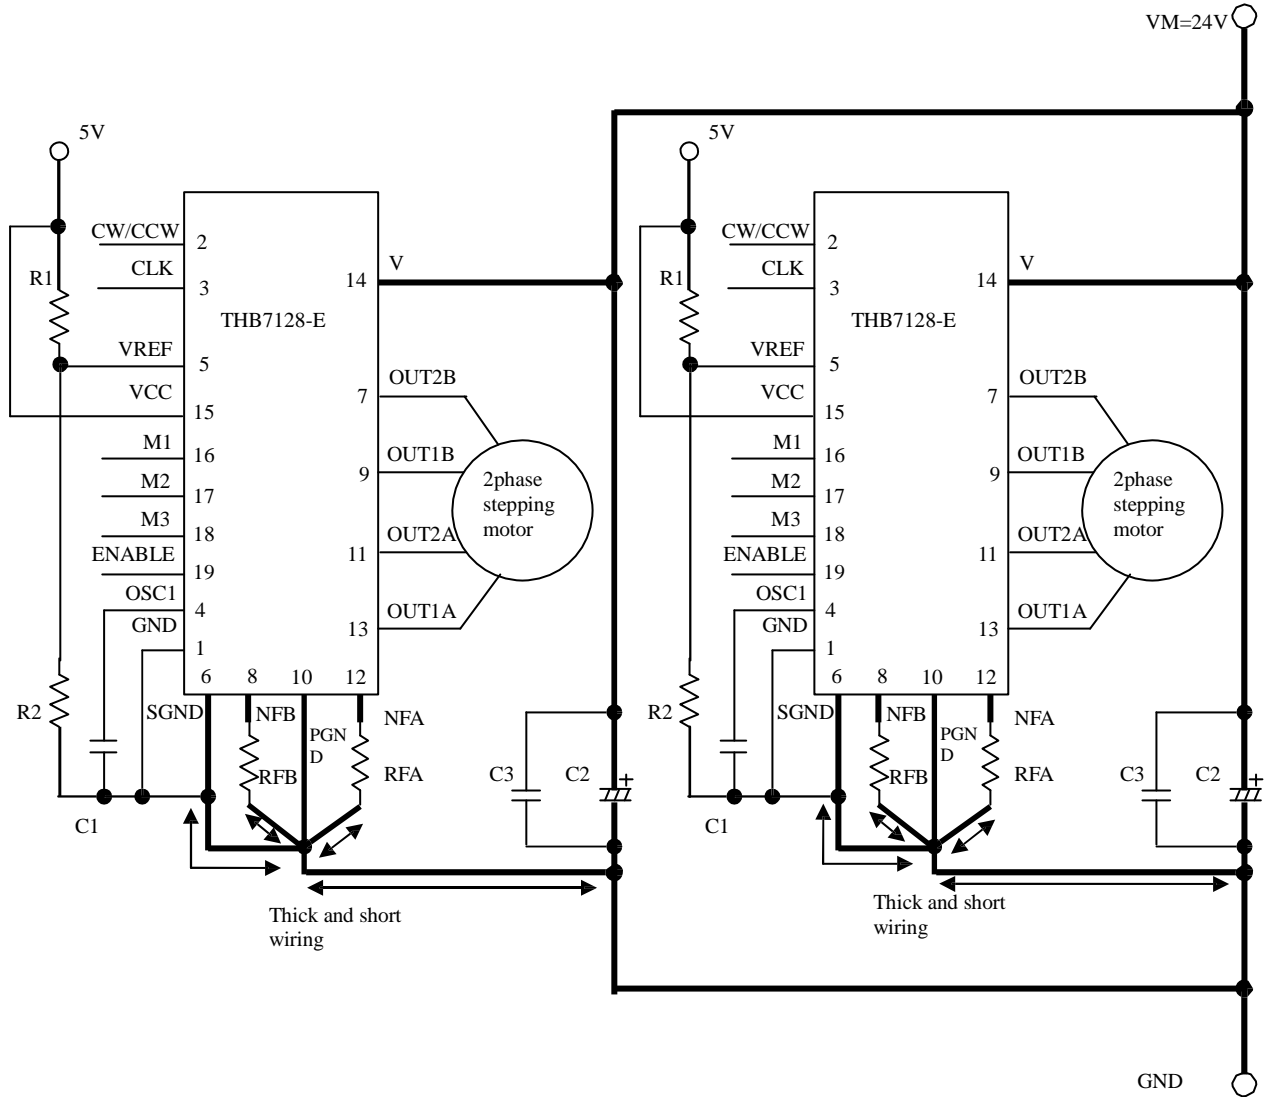 VM=24V
5V
CW/CCW
2
CLK
3
R1
THB7128-E
V
14
VREF
5
VCC
15
OUT2B
7
M1
16
OUT1B
9
2phase
stepping
motor
M2
17
M3
18
OUT2A
11
ENABLE
19
OSC1
4
OUT1A
13
GND
1
6
8
10
12
R2
SGND
NFB
PGN
D
NFA
RFB
RFA
C3
C2
+
C1
Thick and short
wiring
5V
CW/CCW
2
CLK
3
R1
THB7128-E
V
14
VREF
5
VCC
15
OUT2B
7
M1
16
OUT1B
9
2phase
stepping
motor
M2
17
M3
18
OUT2A
11
ENABLE
19
OSC1
4
OUT1A
13
GND
1
6
8
10
12
R2
SGND
NFB
PGN
D
NFA
RFB
RFA
C3
C2
+
C1
Thick and short
wiring
GND